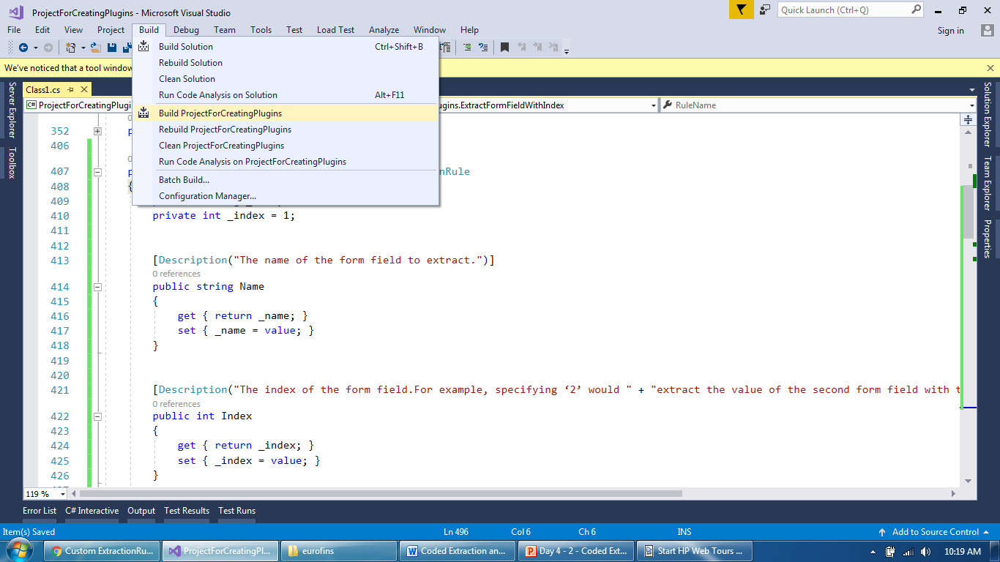 ProjectForCreatingPlugins - Microsoft Visual Studio
Quick Launch (Ctrl+Q)
File Edit View Project Build Debug Team Tools Test Load Test Analyze Window Help
Sign in
Build Solution Ctrl+Shift+B
Rebuild Solution
Clean Solution
Run Code Analysis on Solution Alt+F11
Build ProjectForCreatingPlugins
Rebuild ProjectForCreatingPlugins
Clean ProjectForCreatingPlugins
Run Code Analysis on ProjectForCreatingPlugins
Batch Build...
Configuration Manager...
We've noticed that a tool window
Class1.cs
C# ProjectForCreatingPlugi
ugins.ExtractFormFieldWithIndex
RuleName
Server Explorer
Toolbox
Solution Explorer
Team Explorer
Properties
352
406
407 nRule
408 {
409
410 private int _index = 1;
411
412
413 [Description("The name of the form field to extract.")]
0 references
414 public string Name
415 {
416 get { return _name; }
417 set { _name = value; }
418 }
419
420
421 [Description("The index of the form field.For example, specifying ‘2’ would " + "extract the value of the second form field with t
0 references
422 public int Index
423 {
424 get { return _index; }
425 set { _index = value; }
426 }
119 %
Error List C# Interactive Output Test Results Test Runs
Item(s) Saved Ln 496 Col 6 Ch 6 INS Add to Source Control
Custom ExtractionRu... ProjectForCreatingPl... eurofins Coded Extraction an... Day 4 - 2 - Coded Ext... Start HP Web Tours ... 10:19 AM